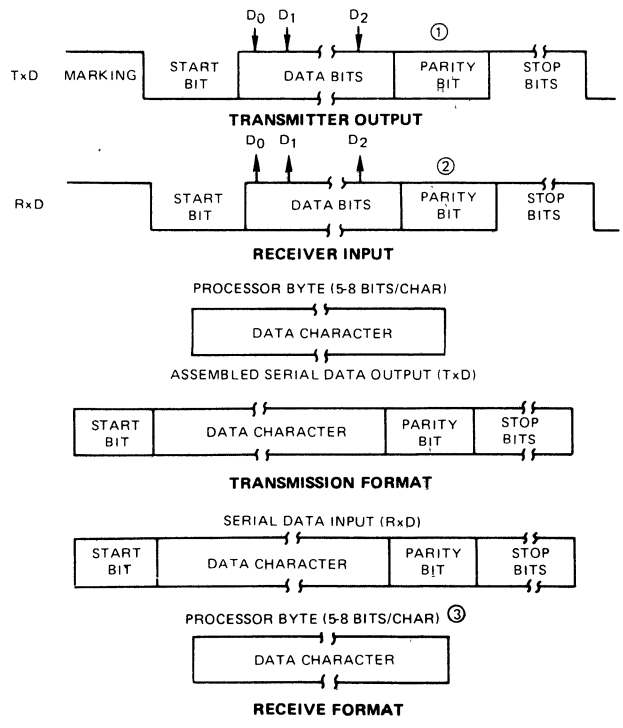 D0 D1 D2 ①
TxD MARKING START BIT DATA BITS PARITY BIT STOP BITS
TRANSMITTER OUTPUT
D0 D1 D2 ②
RxD START BIT DATA BITS PARITY BIT STOP BITS
RECEIVER INPUT
PROCESSOR BYTE (5-8 BITS/CHAR)
DATA CHARACTER
ASSEMBLED SERIAL DATA OUTPUT (TxD)
START BIT DATA CHARACTER PARITY BIT STOP BITS
TRANSMISSION FORMAT
SERIAL DATA INPUT (RxD)
START BIT DATA CHARACTER PARITY BIT STOP BITS
PROCESSOR BYTE (5-8 BITS/CHAR) ③
DATA CHARACTER
RECEIVE FORMAT